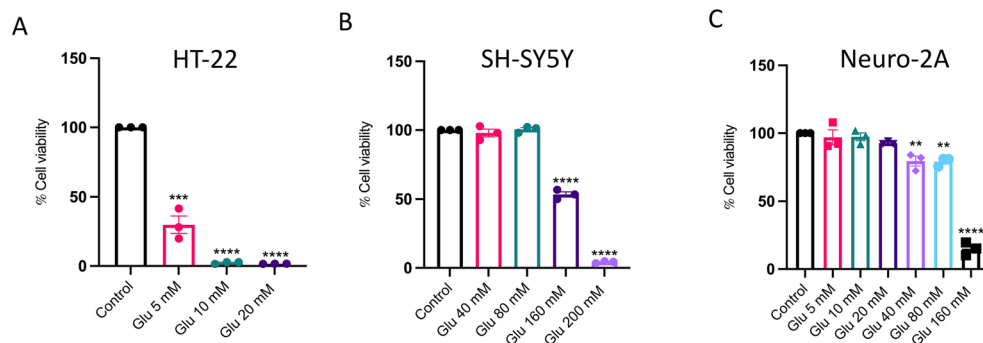 A
HT-22
% Cell viability
150
100
50
0
***
****
****
Control
Glu 5 mM
Glu 10 mM
Glu 20 mM
B
SH-SY5Y
% Cell viability
150
100
50
0
****
****
Control
Glu 40 mM
Glu 80 mM
Glu 160 mM
Glu 200 mM
C
Neuro-2A
% Cell viability
150
100
50
0
**
**
****
Control
Glu 5 mM
Glu 10 mM
Glu 20 mM
Glu 40 mM
Glu 80 mM
Glu 160 mM